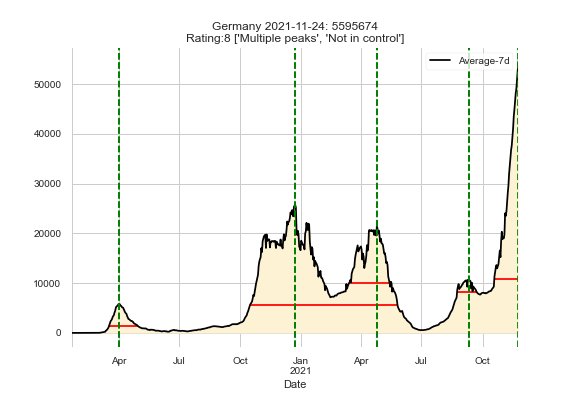 Germany 2021-11-24: 5595674
Rating:8 ['Multiple peaks', 'Not in control']
Average-7d
50000
40000
30000
20000
10000
0
Apr Jul Oct Jan Apr Jul Oct
2021
Date